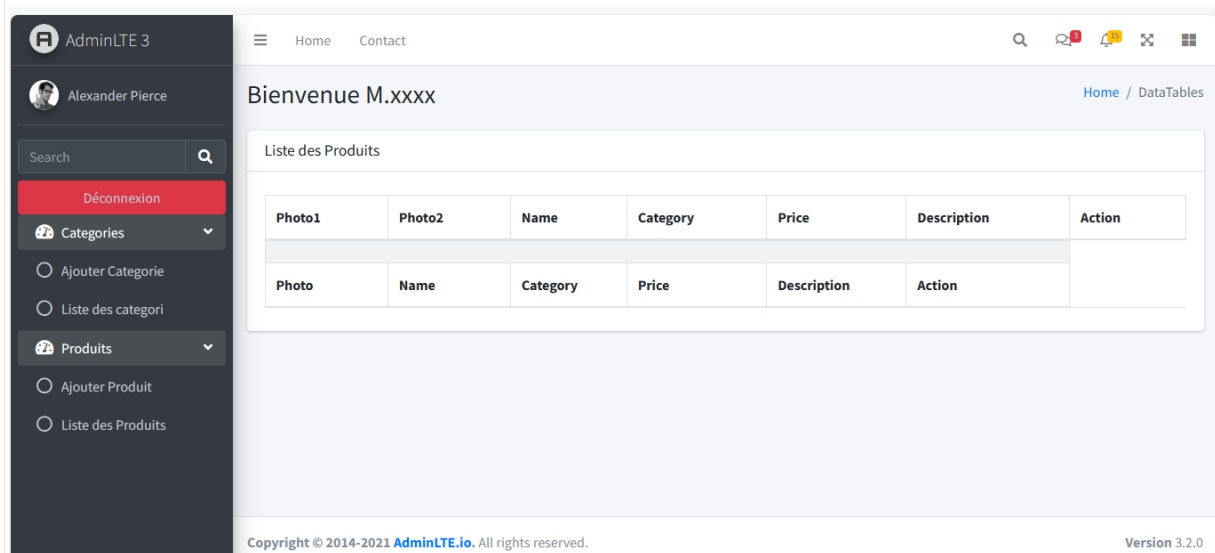 AdminLTE 3
Home Contact
3
15
Alexander Pierce
Bienvenue M.xxxx
Home / DataTables
Search
Déconnexion
Categories
Ajouter Categorie
Liste des categori
Produits
Ajouter Produit
Liste des Produits
Liste des Produits
Photo1 Photo2 Name Category Price Description Action
Photo Name Category Price Description Action
Copyright © 2014-2021 AdminLTE.io. All rights reserved.
Version 3.2.0